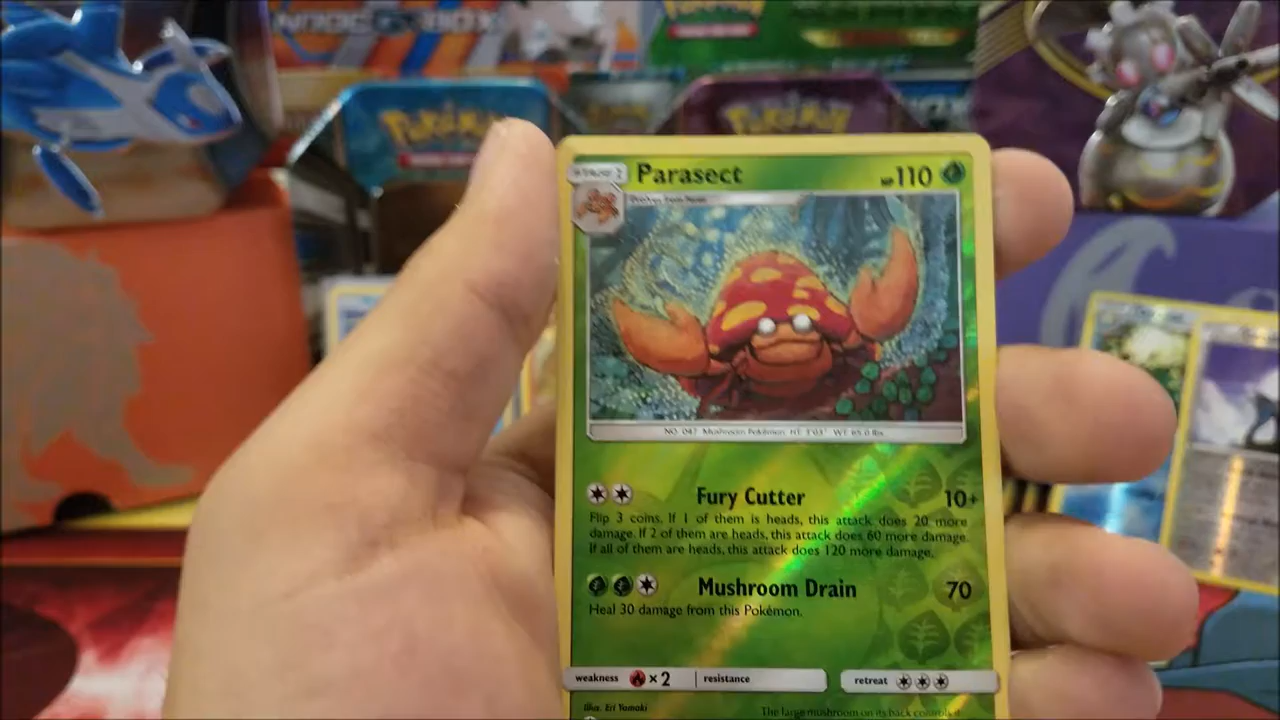 Pokémon
Pokémon
STAGE 1
Parasect
HP110
Evolves from Paras
NO. 047 Mushroom Pokémon HT: 3'03" WT: 65.0 lbs.
Fury Cutter 10+
Flip 3 coins. If 1 of them is heads, this attack does 20 more
damage. If 2 of them are heads, this attack does 60 more damage.
If all of them are heads, this attack does 120 more damage.
Mushroom Drain 70
Heal 30 damage from this Pokémon.
weakness ×2 resistance retreat
Illus. Eri Yamaki
The large mushroom on its back controls it.